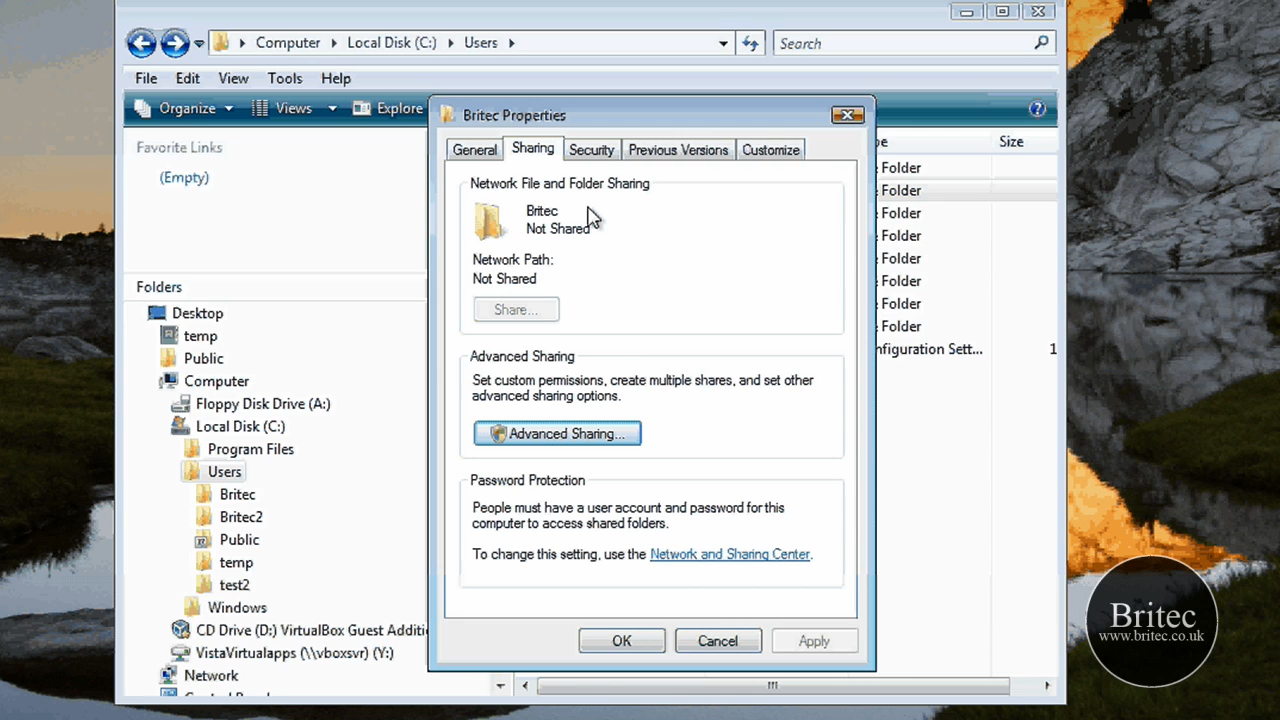 Computer
Local Disk (C:)
Users
Search
File
Edit
View
Tools
Help
Organize
Views
Explore
Favorite Links
(Empty)
Folders
Desktop
temp
Public
Computer
Floppy Disk Drive (A:)
Local Disk (C:)
Program Files
Users
Britec
Britec2
Public
temp
test2
Windows
CD Drive (D:) VirtualBox Guest Additi
VistaVirtualapps (\\vboxsvr) (Y:)
Network
Britec Properties
General
Sharing
Security
Previous Versions
Customize
Network File and Folder Sharing
Britec
Not Shared
Network Path:
Not Shared
Share...
Advanced Sharing
Set custom permissions, create multiple shares, and set other
advanced sharing options.
Advanced Sharing...
Password Protection
People must have a user account and password for this
computer to access shared folders.
To change this setting, use the Network and Sharing Center.
OK
Cancel
Apply
pe
Size
Folder
Folder
Folder
Folder
Folder
Folder
Folder
Folder
nfiguration Sett...
1
Britec
www.britec.co.uk